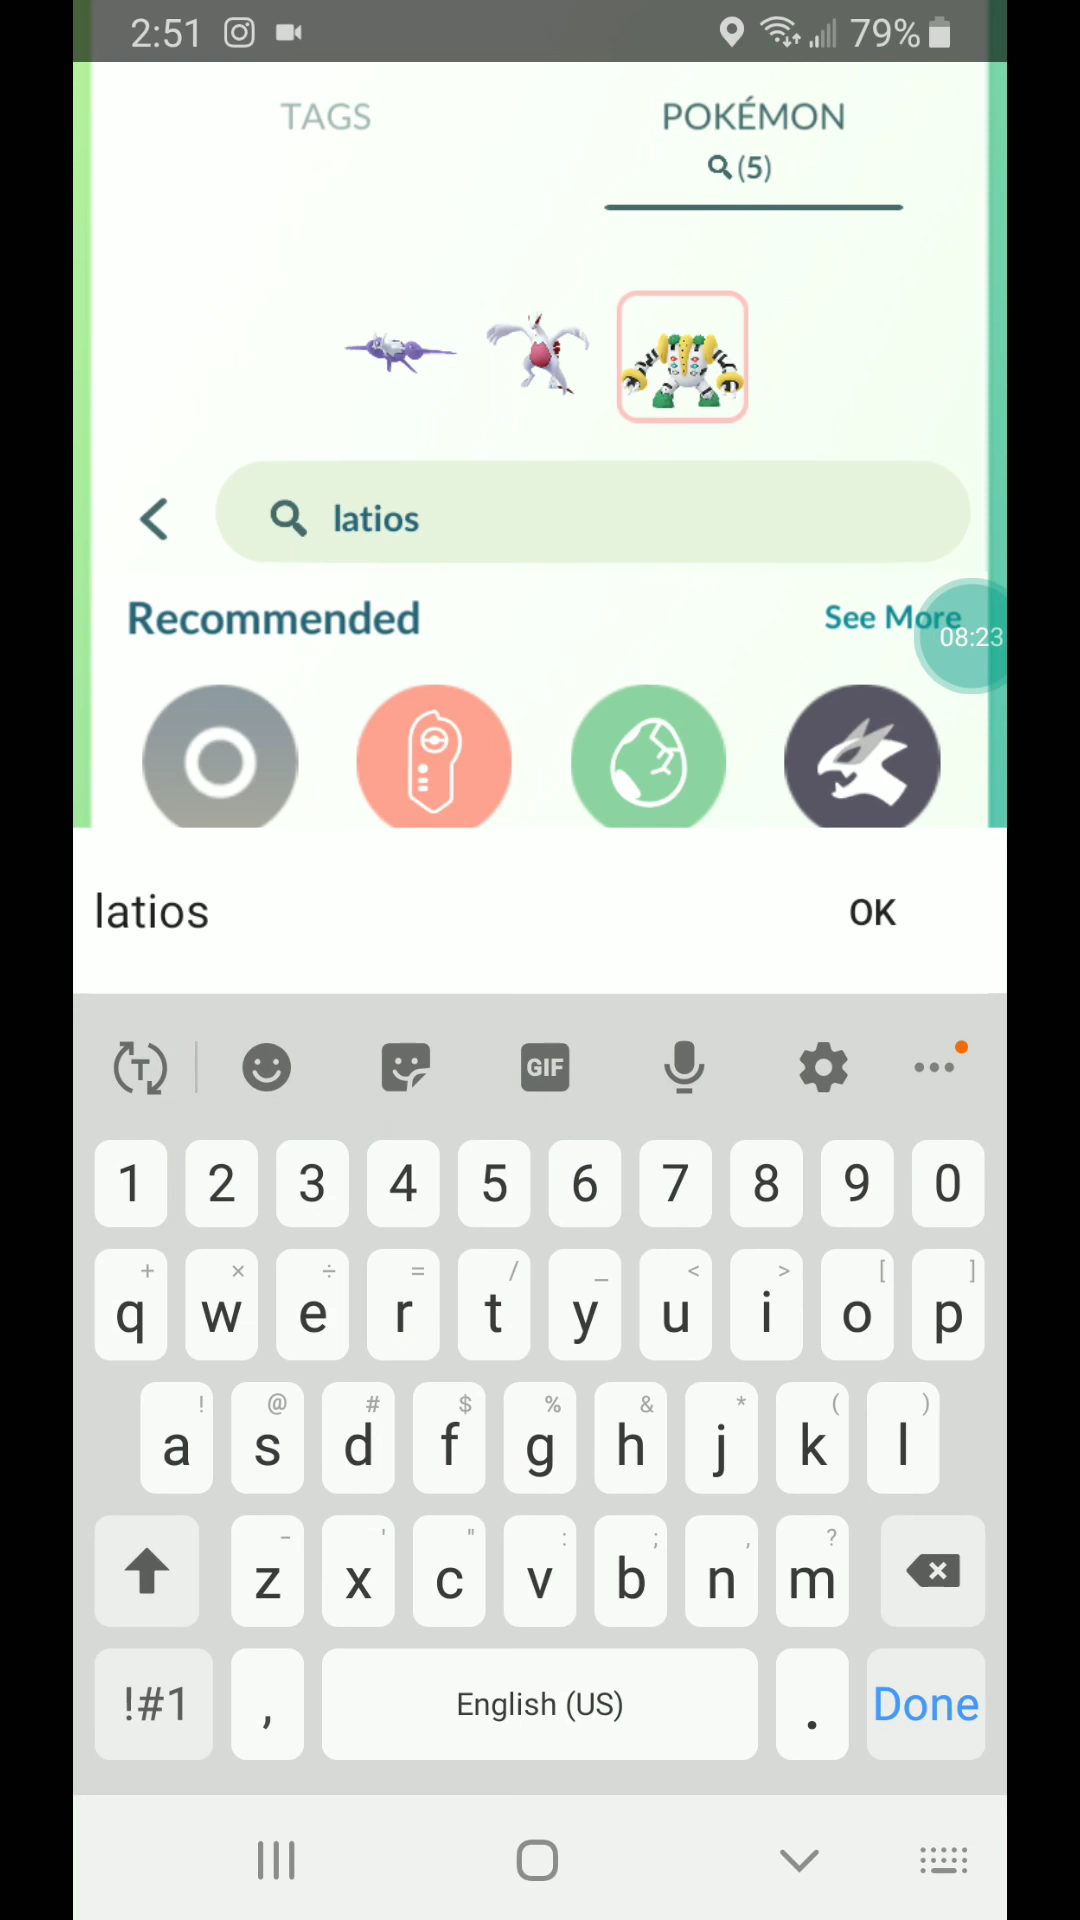 2:51 79%
TAGS POKÉMON
(5)
latios
Recommended See More
08:23
latios OK
T GIF
1 2 3 4 5 6 7 8 9 0
+ × ÷ = / _ < > [ ]
q w e r t y u i o p
! @ # $ % & * ( )
a s d f g h j k l
- ' " : ; , ?
z x c v b n m
!#1 , English (US) . Done